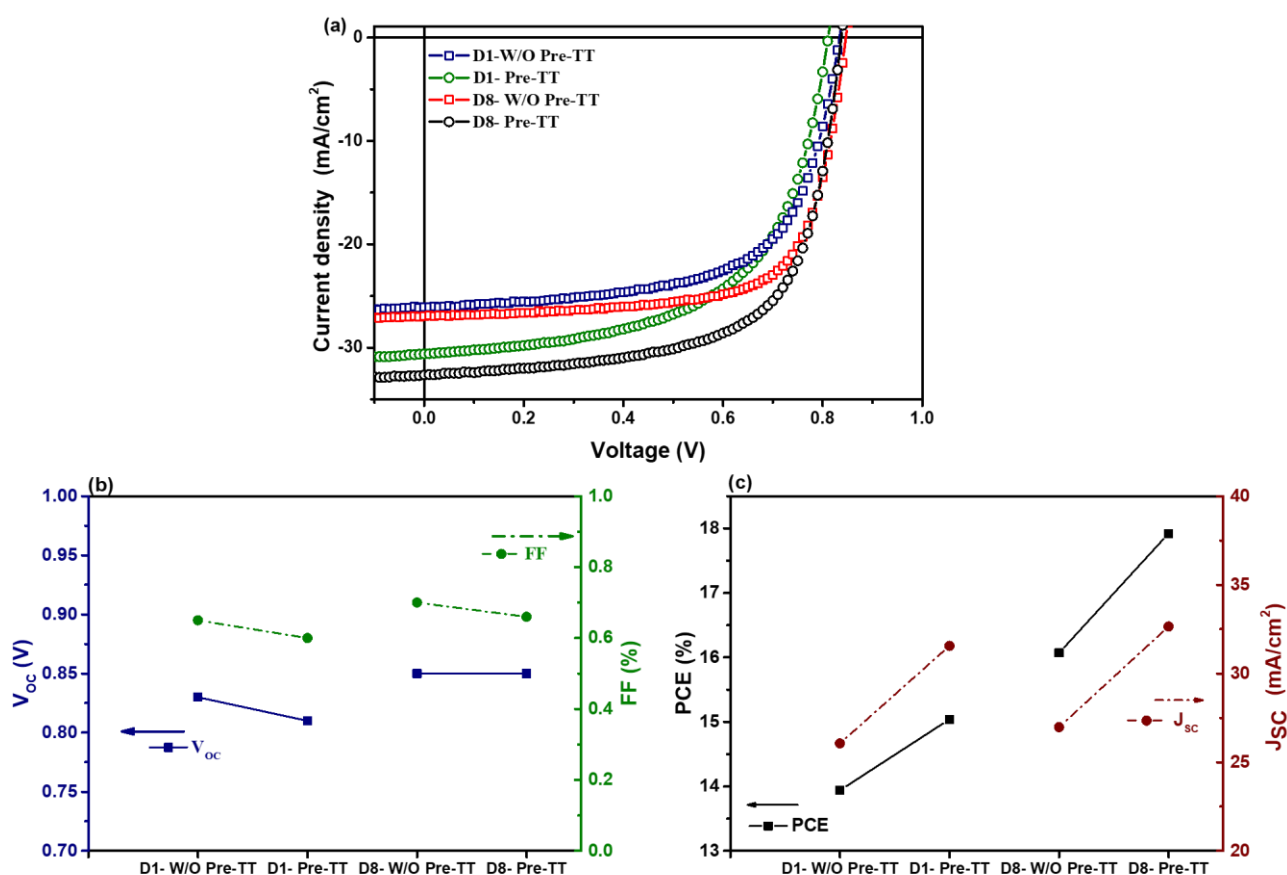 (a)
0
-10
-20
-30
Current density (mA/cm²)
D1-W/O Pre-TT
D1- Pre-TT
D8- W/O Pre-TT
D8- Pre-TT
0.0 0.2 0.4 0.6 0.8 1.0
Voltage (V)
(b)
1.00
0.95
0.90
0.85
0.80
0.75
0.70
V_OC (V)
FF
V_OC
1.0
0.8
0.6
0.4
0.2
0.0
FF (%)
D1- W/O Pre-TT D1- Pre-TT D8- W/O Pre-TT D8- Pre-TT
(c)
18
17
16
15
14
13
PCE (%)
J_SC
PCE
40
35
30
25
20
J_SC (mA/cm²)
D1- W/O Pre-TT D1- Pre-TT D8- W/O Pre-TT D8- Pre-TT